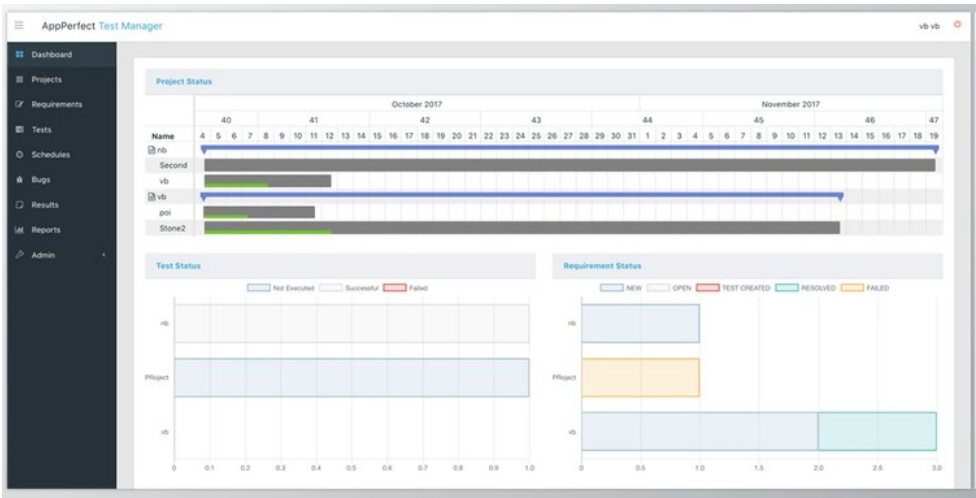 AppPerfect Test Manager
vb vb
Dashboard
Projects
Requirements
Tests
Schedules
Bugs
Results
Reports
Admin
Project Status
October 2017 November 2017
40 41 42 43 44 45 46 47
Name 4 5 6 7 8 9 10 11 12 13 14 15 16 17 18 19 20 21 22 23 24 25 26 27 28 29 30 31 1 2 3 4 5 6 7 8 9 10 11 12 13 14 15 16 17 18 19
nb
Second
vb
vb
poi
Stone2
Test Status
Not Executed Successful Failed
nb
PRoject
vb
0 0.1 0.2 0.3 0.4 0.5 0.6 0.7 0.8 0.9 1.0
Requirement Status
NEW OPEN TEST CREATED RESOLVED FAILED
nb
PRoject
vb
0 0.5 1.0 1.5 2.0 2.5 3.0